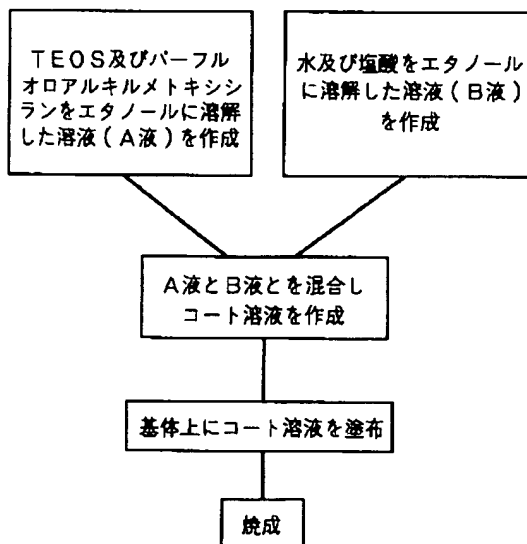 TEOS及びパーフル
オロアルキルメトキシシ
ランをエタノールに溶解
した溶液(A液)を作成
水及び塩酸をエタノール
に溶解した溶液(B液)
を作成
A液とB液とを混合し
コート溶液を作成
基体上にコート溶液を塗布
焼成